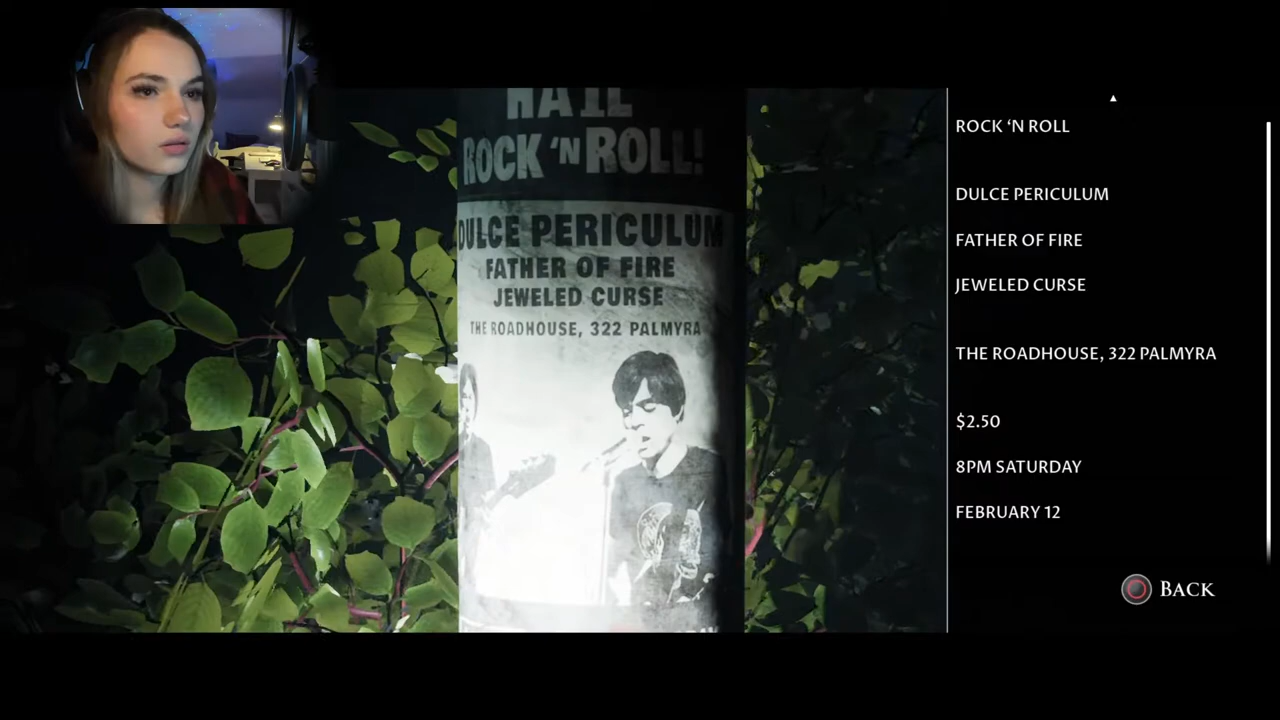 HAIL
ROCK 'N ROLL!
DULCE PERICULUM
FATHER OF FIRE
JEWELED CURSE
THE ROADHOUSE, 322 PALMYRA
ROCK ‘N ROLL
DULCE PERICULUM
FATHER OF FIRE
JEWELED CURSE
THE ROADHOUSE, 322 PALMYRA
$2.50
8PM SATURDAY
FEBRUARY 12
BACK